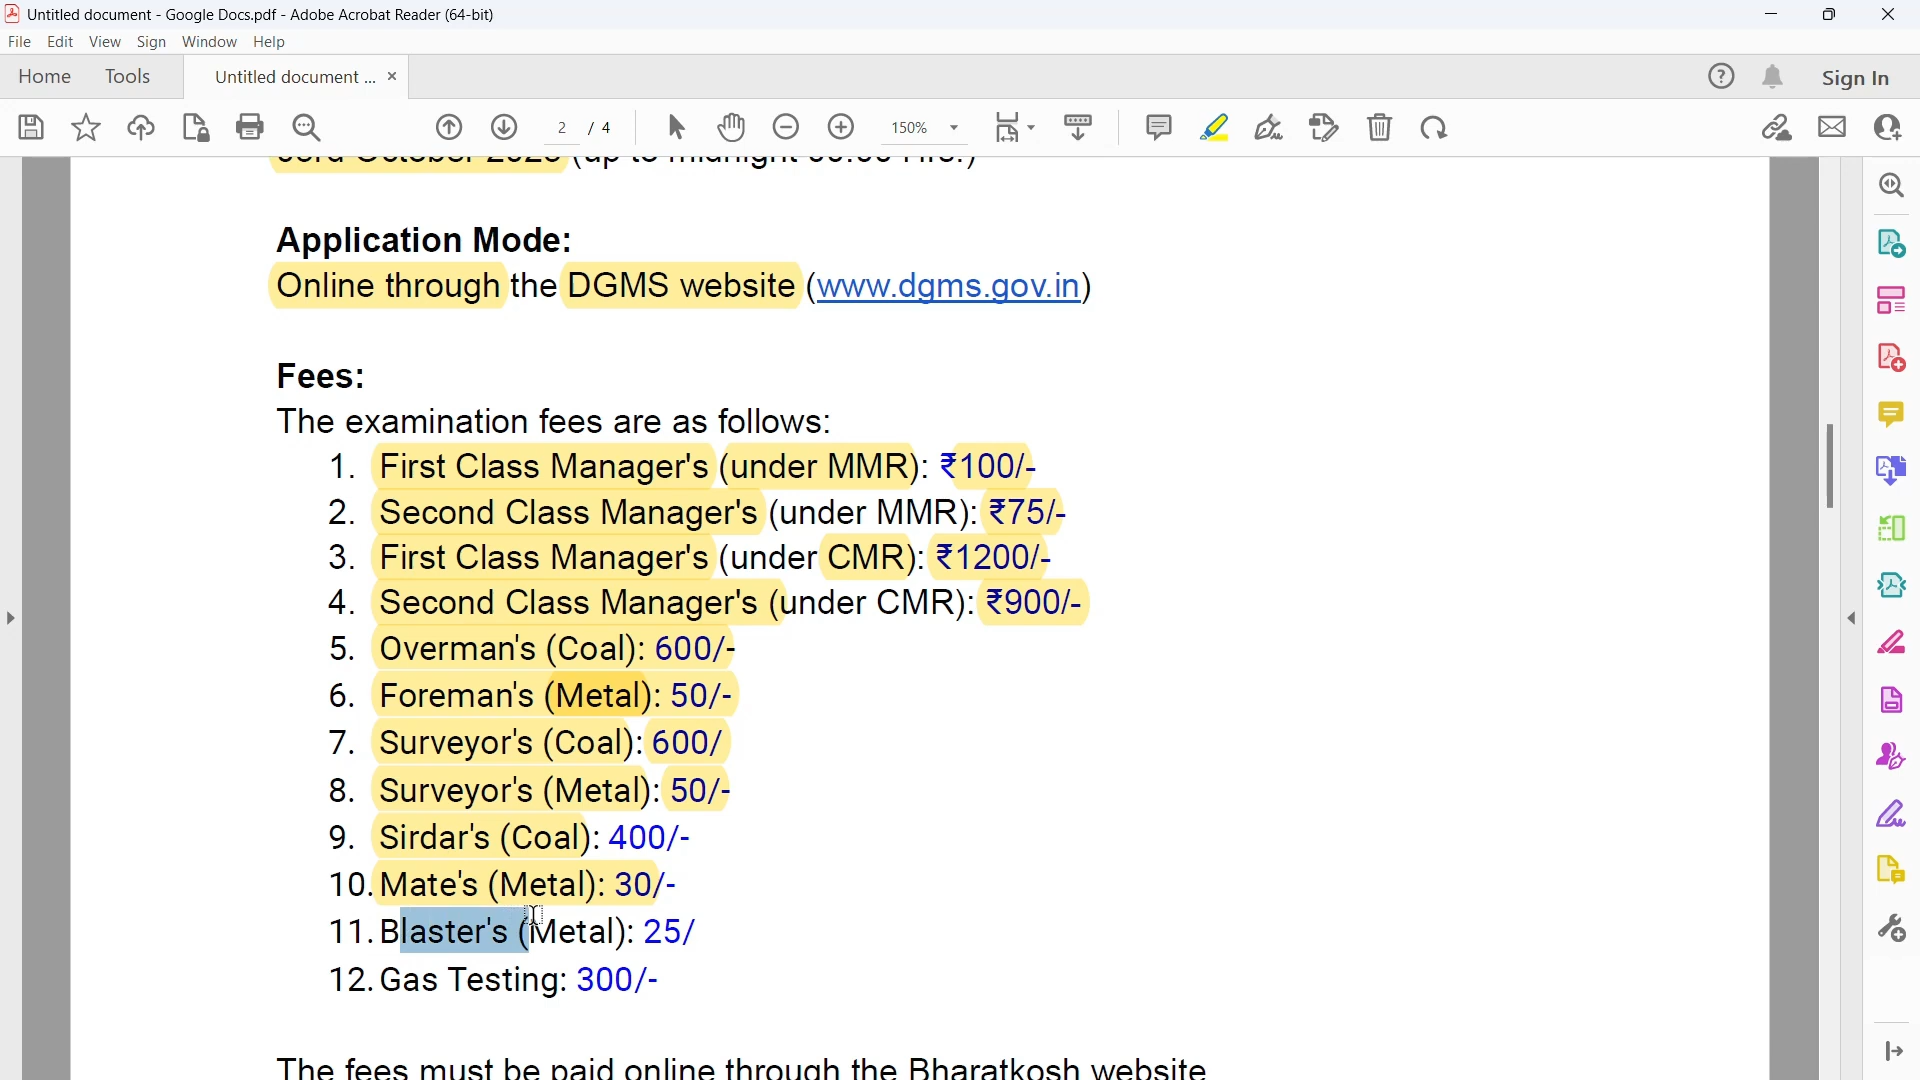 Untitled document - Google Docs.pdf - Adobe Acrobat Reader (64-bit)
File Edit View Sign Window Help
Home Tools Untitled document ... × Sign In
2 / 4 150%
(up to midnight
Application Mode:
Online through the DGMS website (www.dgms.gov.in)
Fees:
The examination fees are as follows:
1. First Class Manager's (under MMR): ₹100/-
2. Second Class Manager's (under MMR): ₹75/-
3. First Class Manager's (under CMR): ₹1200/-
4. Second Class Manager's (under CMR): ₹900/-
5. Overman's (Coal): 600/-
6. Foreman's (Metal): 50/-
7. Surveyor's (Coal): 600/
8. Surveyor's (Metal): 50/-
9. Sirdar's (Coal): 400/-
10. Mate's (Metal): 30/-
11. Blaster's (Metal): 25/
12. Gas Testing: 300/-
The fees must be paid online through the Bharatkosh website